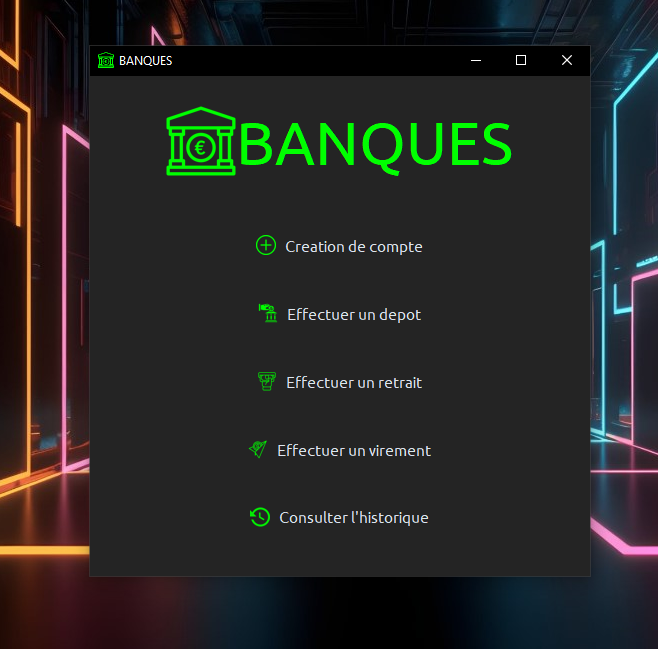 BANQUES
BANQUES
Creation de compte
Effectuer un depot
Effectuer un retrait
Effectuer un virement
Consulter l'historique